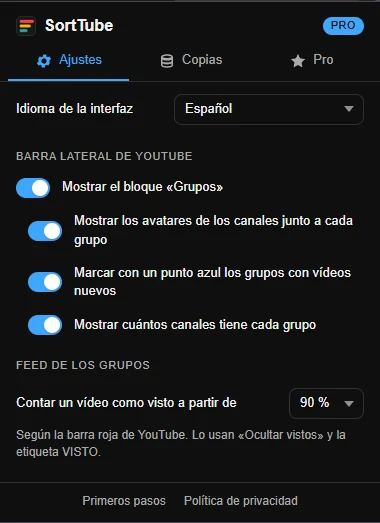 SortTube
PRO
Ajustes
Copias
Pro
Idioma de la interfaz
Español
BARRA LATERAL DE YOUTUBE
Mostrar el bloque «Grupos»
Mostrar los avatares de los canales junto a cada
grupo
Marcar con un punto azul los grupos con vídeos
nuevos
Mostrar cuántos canales tiene cada grupo
FEED DE LOS GRUPOS
Contar un vídeo como visto a partir de
90 %
Según la barra roja de YouTube. Lo usan «Ocultar vistos» y la
etiqueta VISTO.
Primeros pasos
Política de privacidad